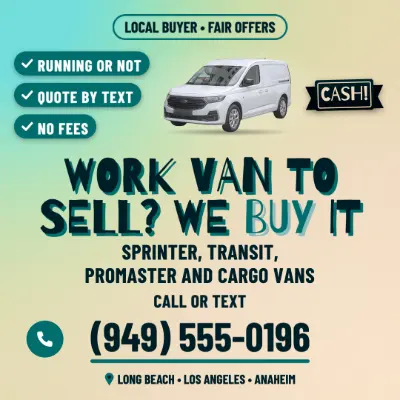 LOCAL BUYER • FAIR OFFERS
RUNNING OR NOT
QUOTE BY TEXT
NO FEES
CASH!
WORK VAN TO
SELL? WE BUY IT
SPRINTER, TRANSIT,
PROMASTER AND CARGO VANS
CALL OR TEXT
(949) 555-0196
LONG BEACH • LOS ANGELES • ANAHEIM